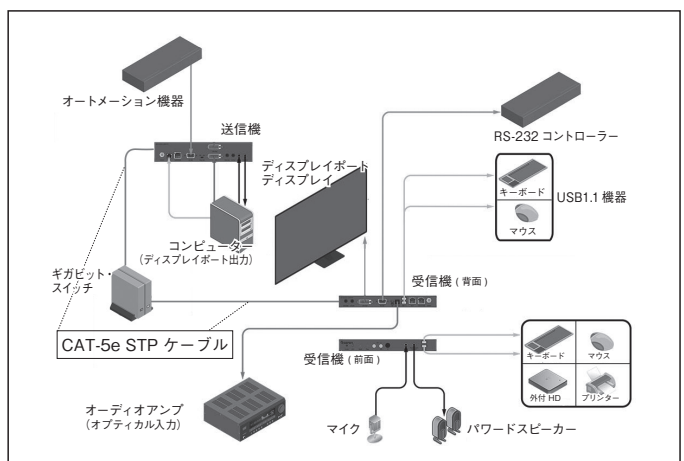 オートメーション機器
送信機
RS-232 コントローラー
ディスプレイポート
ディスプレイ
キーボード
USB1.1 機器
マウス
コンピューター
(ディスプレイポート出力)
ギガビット・
スイッチ
受信機 (背面)
CAT-5e STP ケーブル
受信機 (前面)
キーボード
マウス
外付 HD
プリンター
オーディオアンプ
(オプティカル入力)
マイク
パワードスピーカー